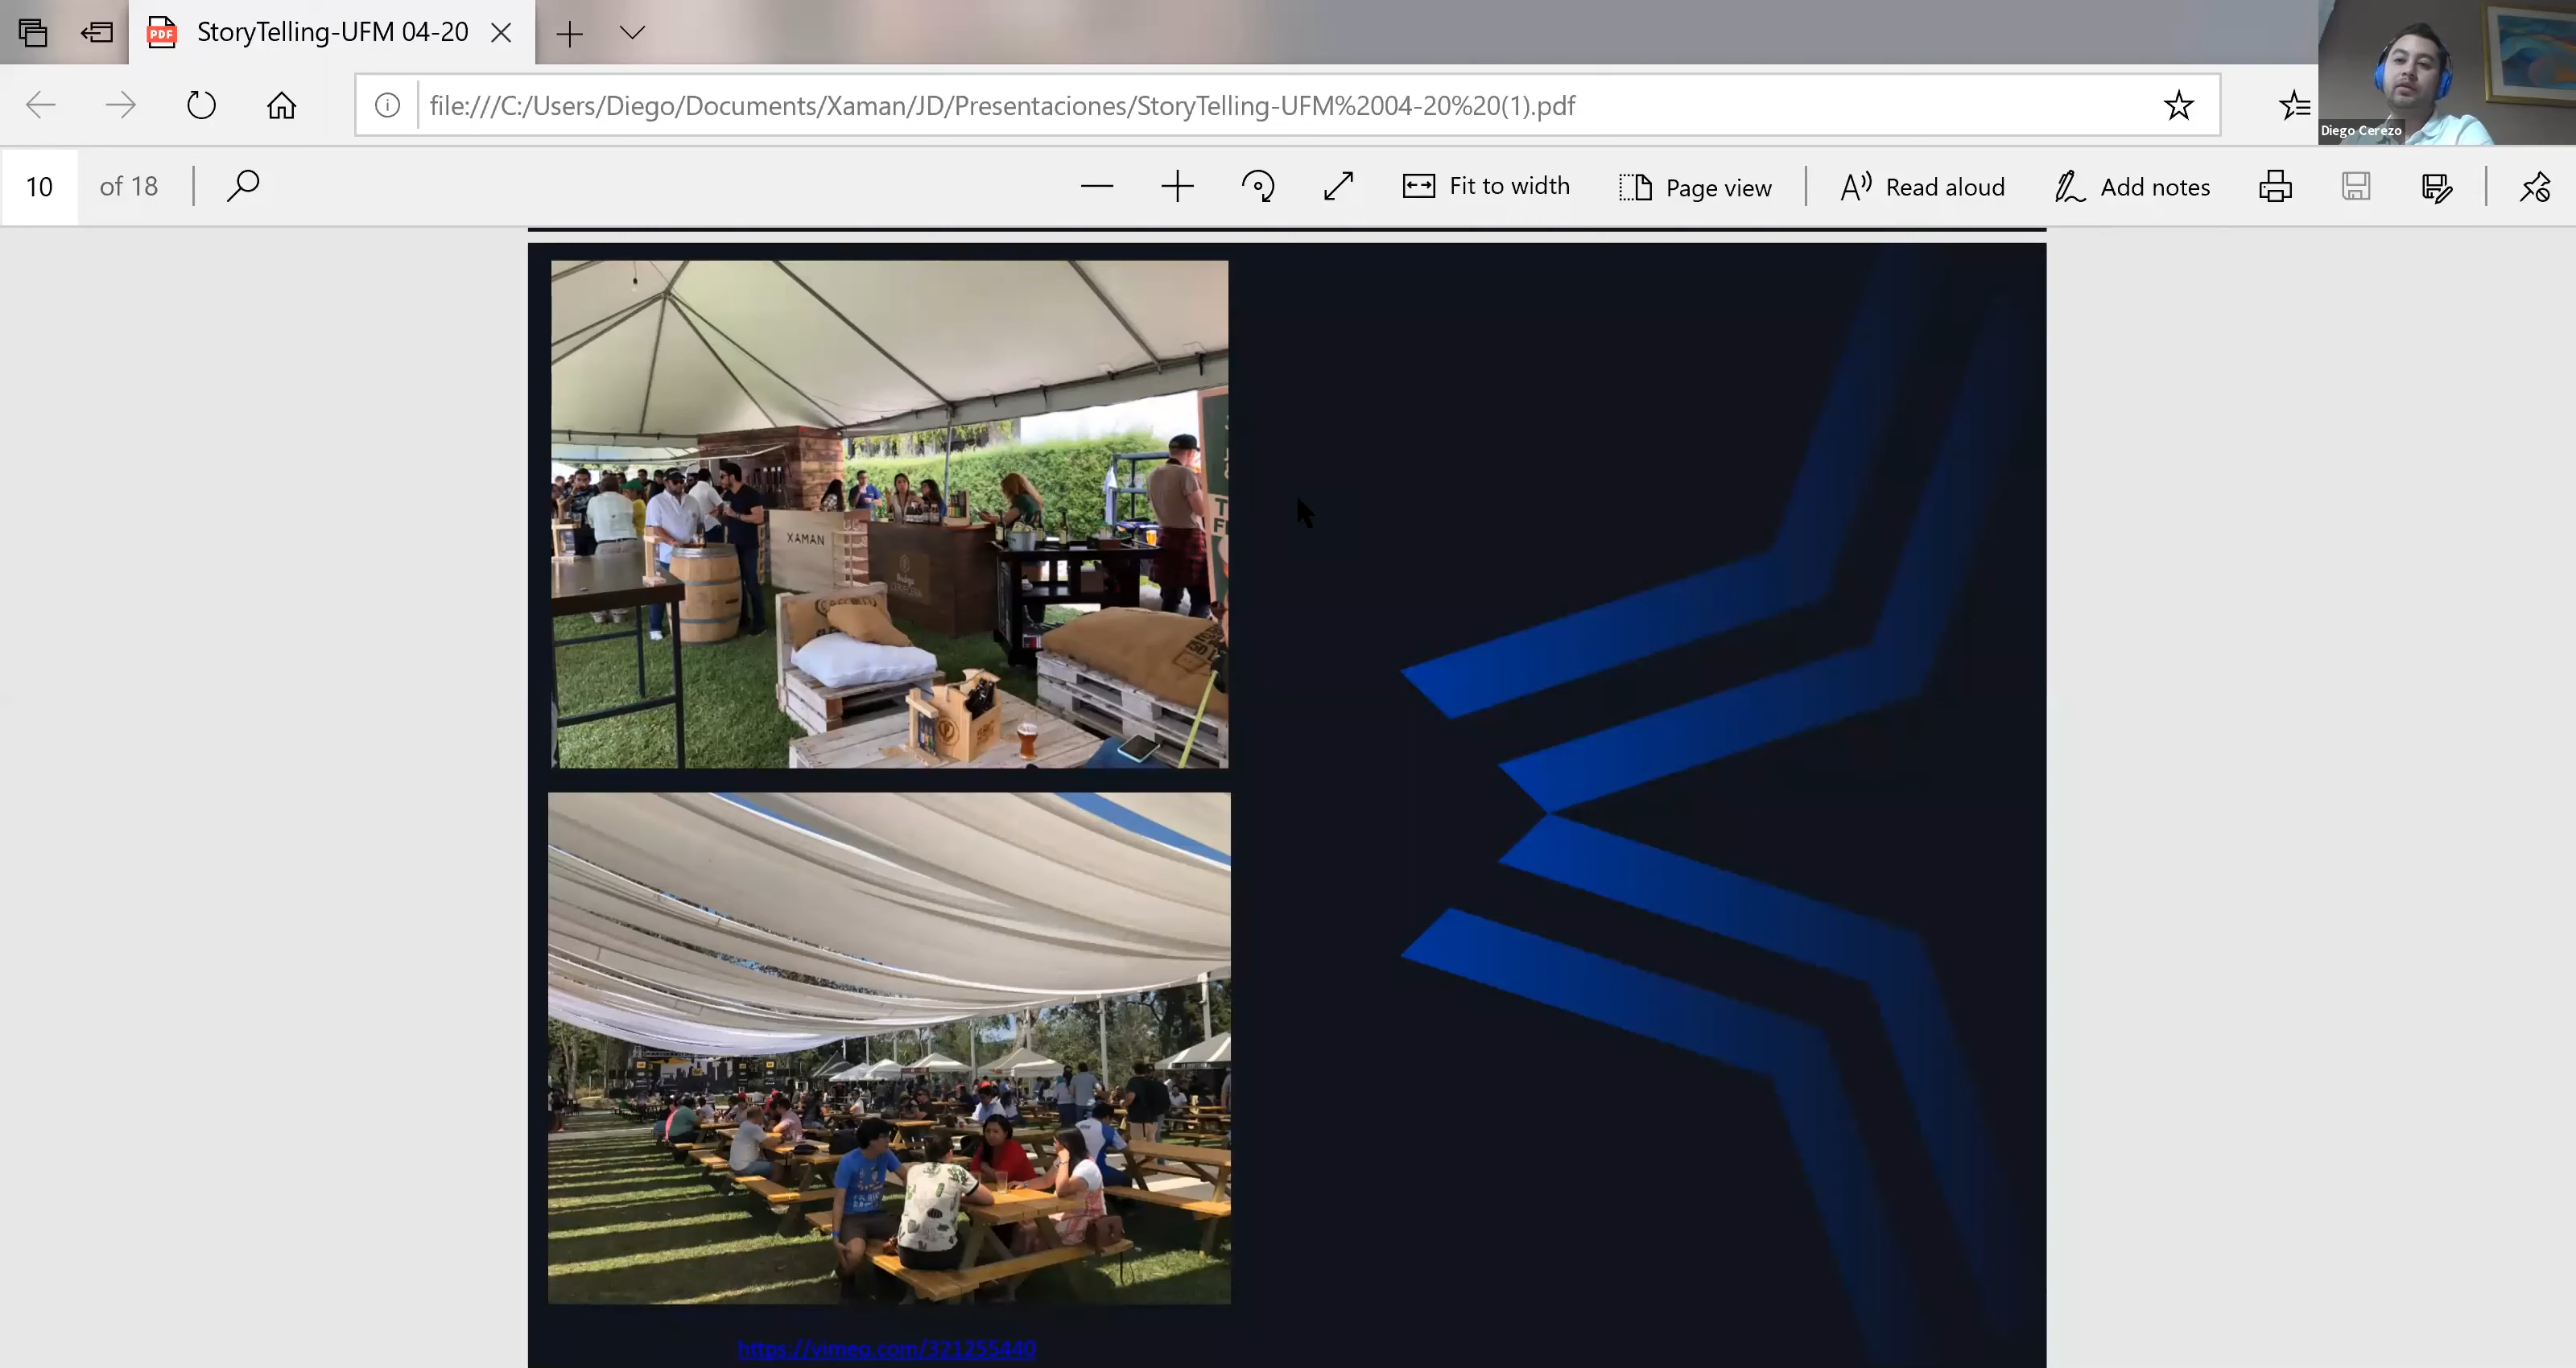 StoryTelling-UFM 04-20
file:///C:/Users/Diego/Documents/Xaman/JD/Presentaciones/StoryTelling-UFM%2004-20%20(1).pdf
Diego Cerezo
10 of 18
Fit to width
Page view
Read aloud
Add notes
XAMAN
https://vimeo.com/321255440